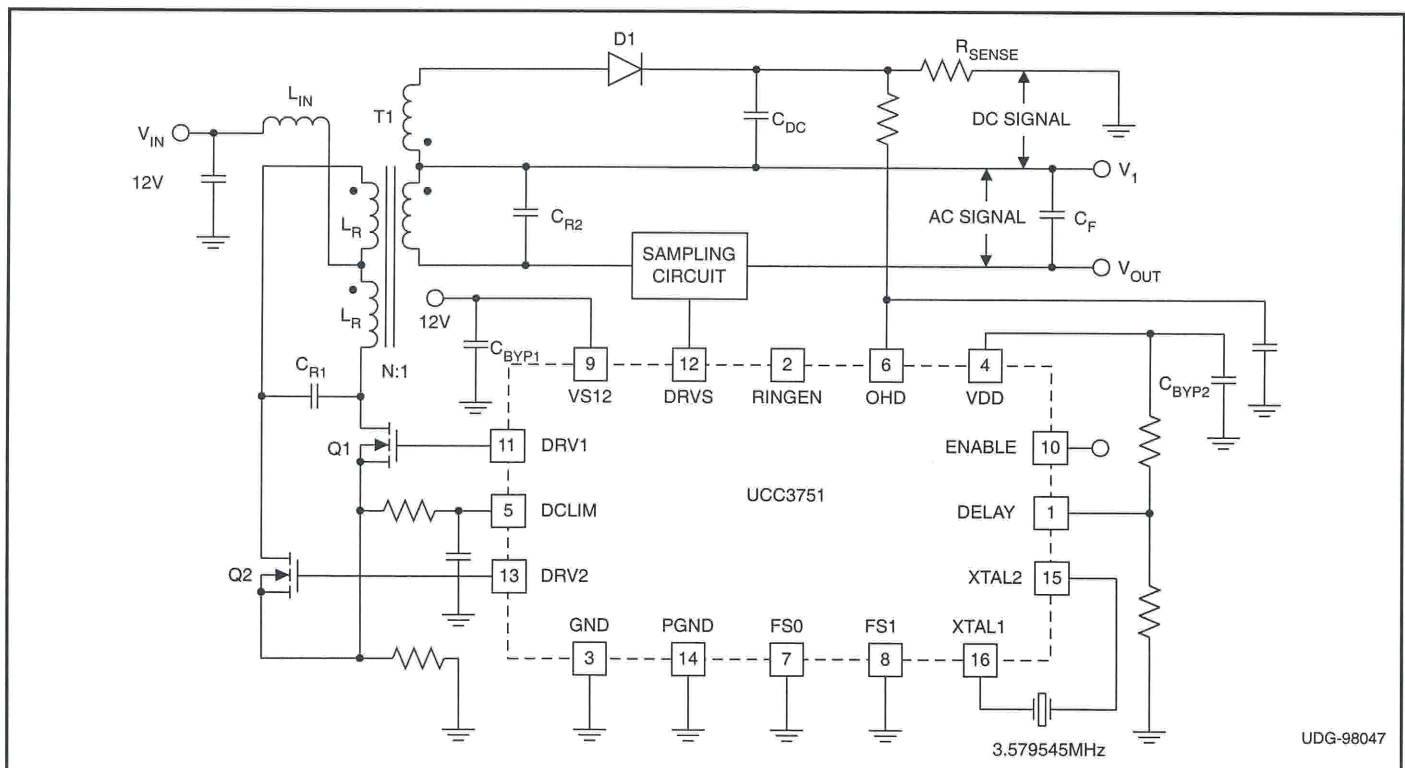 D1
R_SENSE
L_IN
T1
V_IN
C_DC
DC SIGNAL
12V
V_1
L_R
C_R2
AC SIGNAL
C_F
SAMPLING
CIRCUIT
V_OUT
L_R
12V
C_BYP1
N:1
C_R1
9
12
2
6
4
VS12
DRVS
RINGEN
OHD
VDD
C_BYP2
Q1
11
DRV1
ENABLE
10
UCC3751
5
DCLIM
DELAY
1
Q2
13
DRV2
XTAL2
15
GND
PGND
FS0
FS1
XTAL1
3
14
7
8
16
3.579545MHz
UDG-98047